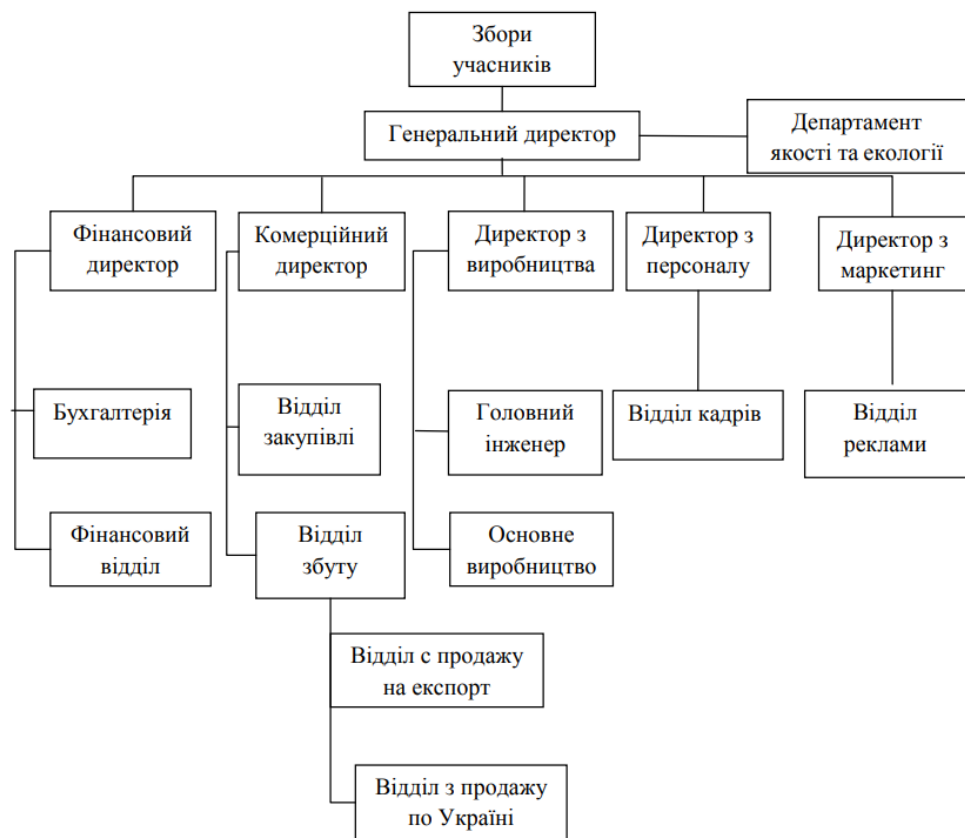 Збори
учасників
Генеральний директор
Департамент
якості та екології
Фінансовий
директор
Комерційний
директор
Директор з
виробництва
Директор з
персоналу
Директор з
маркетинг
Бухгалтерія
Відділ
закупівлі
Головний
інженер
Відділ кадрів
Відділ
реклами
Фінансовий
відділ
Відділ
збуту
Основне
виробництво
Відділ с продажу
на експорт
Відділ з продажу
по Україні